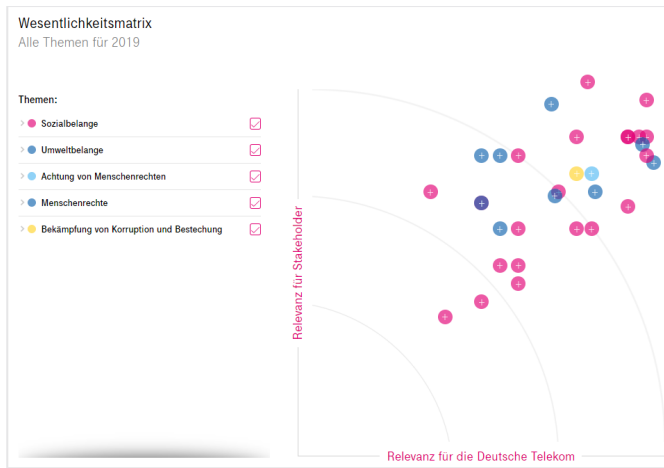 Wesentlichkeitsmatrix
Alle Themen für 2019
Themen:
Sozialbelange
Umweltbelange
Achtung von Menschenrechten
Menschenrechte
Bekämpfung von Korruption und Bestechung
Relevanz für Stakeholder
Relevanz für die Deutsche Telekom